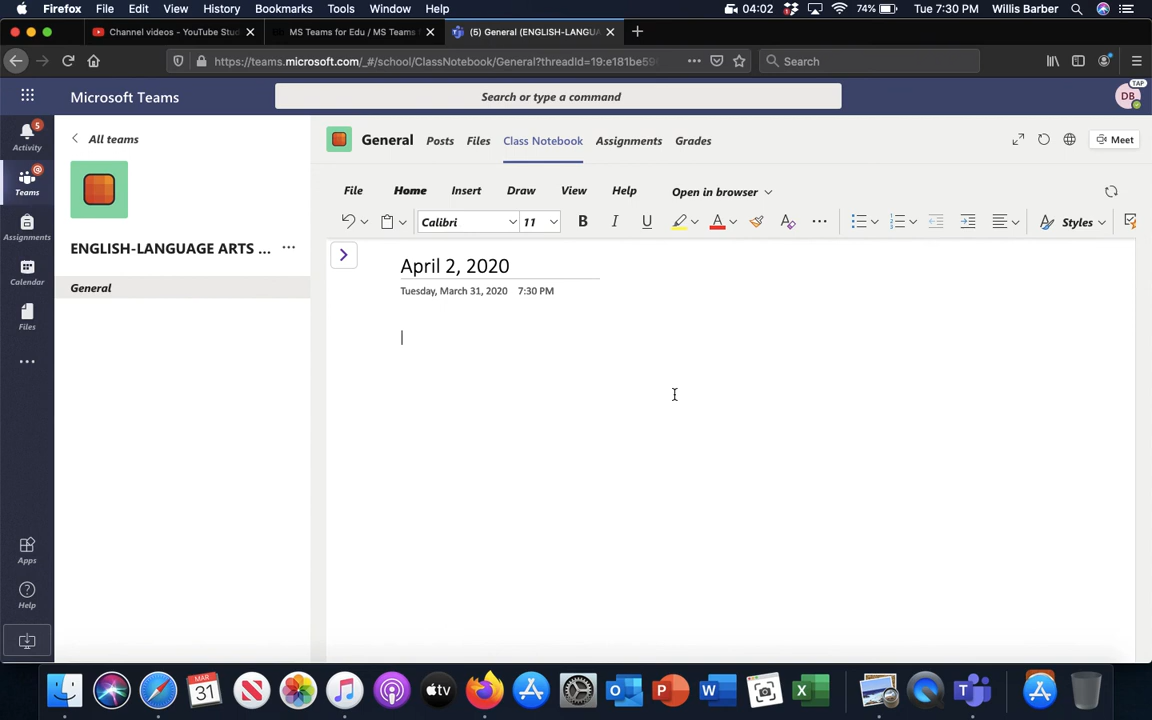 Firefox File Edit View History Bookmarks Tools Window Help 04:02 74% Tue 7:30 PM Willis Barber
Channel videos - YouTube Stud MS Teams for Edu / MS Teams (5) General (ENGLISH-LANGUA
https://teams.microsoft.com/_#/school/ClassNotebook/General?threadId=19:e181be59 Search
Microsoft Teams Search or type a command DB TAP
Activity 5
Teams
Assignments
Calendar
Files
Apps
Help
All teams
ENGLISH-LANGUAGE ARTS ...
General
General Posts Files Class Notebook Assignments Grades Meet
File Home Insert Draw View Help Open in browser
Calibri 11 B I U A Styles
April 2, 2020
Tuesday, March 31, 2020 7:30 PM
MAR 31 tv O P W X T